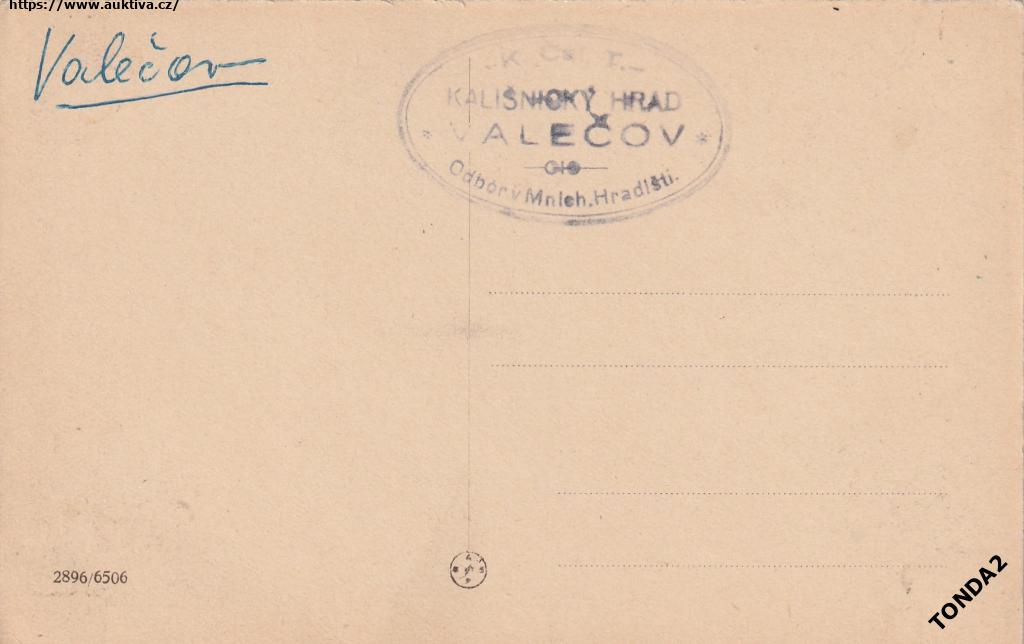 https://www.auktiva.cz/
Valečov
K. Čs. T.
KALIŠNICKÝ HRAD
* VALEČOV *
Odbor v Mnich. Hradišti.
2896/6506
TONDA2